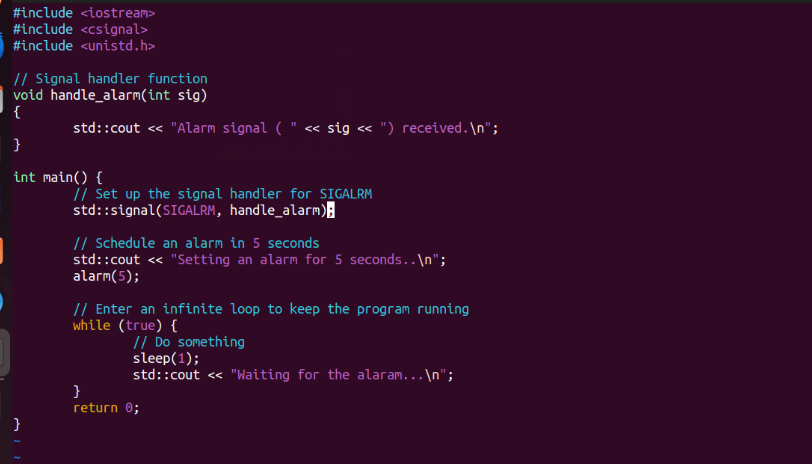 #include <iostream>
#include <csignal>
#include <unistd.h>
// Signal handler function
void handle_alarm(int sig)
{
std::cout << "Alarm signal ( " << sig << ") received.\n";
}
int main() {
// Set up the signal handler for SIGALRM
std::signal(SIGALRM, handle_alarm);
// Schedule an alarm in 5 seconds
std::cout << "Setting an alarm for 5 seconds..\n";
alarm(5);
// Enter an infinite loop to keep the program running
while (true) {
// Do something
sleep(1);
std::cout << "Waiting for the alaram...\n";
}
return 0;
}
~
~